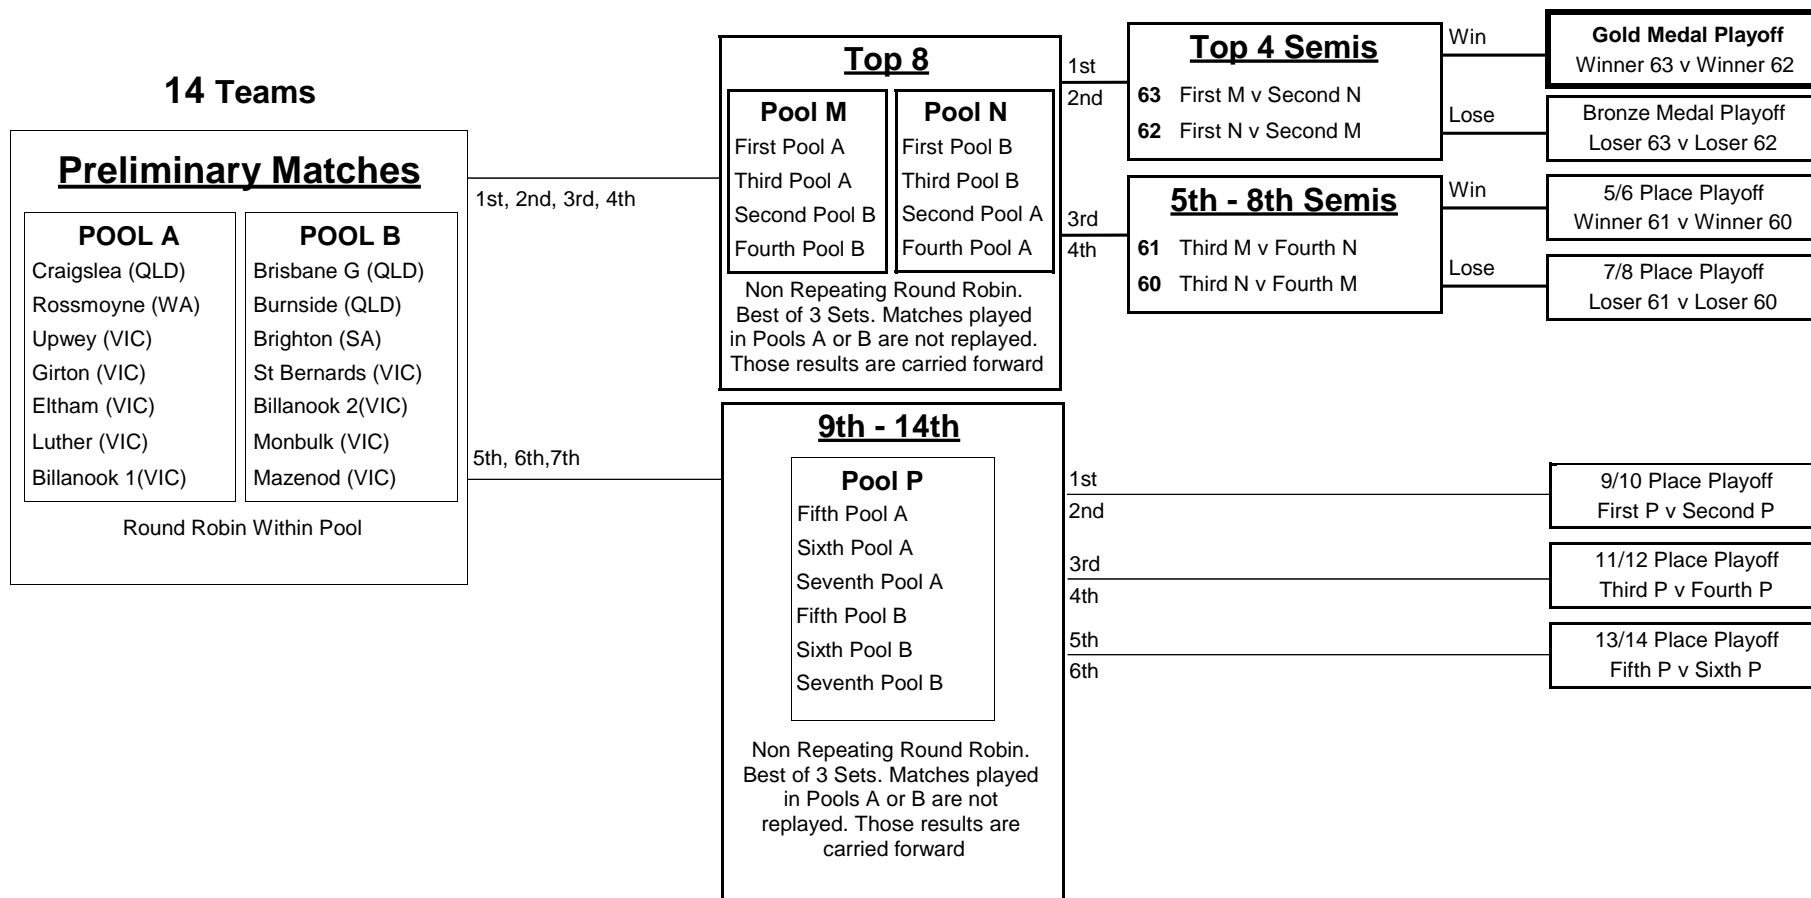 14 Teams
Preliminary Matches
POOL A
Craigslea (QLD)
Rossmoyne (WA)
Upwey (VIC)
Girton (VIC)
Eltham (VIC)
Luther (VIC)
Billanook 1(VIC)
POOL B
Brisbane G (QLD)
Burnside (QLD)
Brighton (SA)
St Bernards (VIC)
Billanook 2(VIC)
Monbulk (VIC)
Mazenod (VIC)
Round Robin Within Pool
1st, 2nd, 3rd, 4th
5th, 6th,7th
Top 8
Pool M
First Pool A
Third Pool A
Second Pool B
Fourth Pool B
Pool N
First Pool B
Third Pool B
Second Pool A
Fourth Pool A
Non Repeating Round Robin.
Best of 3 Sets. Matches played
in Pools A or B are not replayed.
Those results are carried forward
9th - 14th
Pool P
Fifth Pool A
Sixth Pool A
Seventh Pool A
Fifth Pool B
Sixth Pool B
Seventh Pool B
Non Repeating Round Robin.
Best of 3 Sets. Matches played
in Pools A or B are not
replayed. Those results are
carried forward
1st
2nd
3rd
4th
1st
2nd
3rd
4th
5th
6th
Top 4 Semis
63 First M v Second N
62 First N v Second M
5th - 8th Semis
61 Third M v Fourth N
60 Third N v Fourth M
Win
Lose
Win
Lose
Gold Medal Playoff
Winner 63 v Winner 62
Bronze Medal Playoff
Loser 63 v Loser 62
5/6 Place Playoff
Winner 61 v Winner 60
7/8 Place Playoff
Loser 61 v Loser 60
9/10 Place Playoff
First P v Second P
11/12 Place Playoff
Third P v Fourth P
13/14 Place Playoff
Fifth P v Sixth P